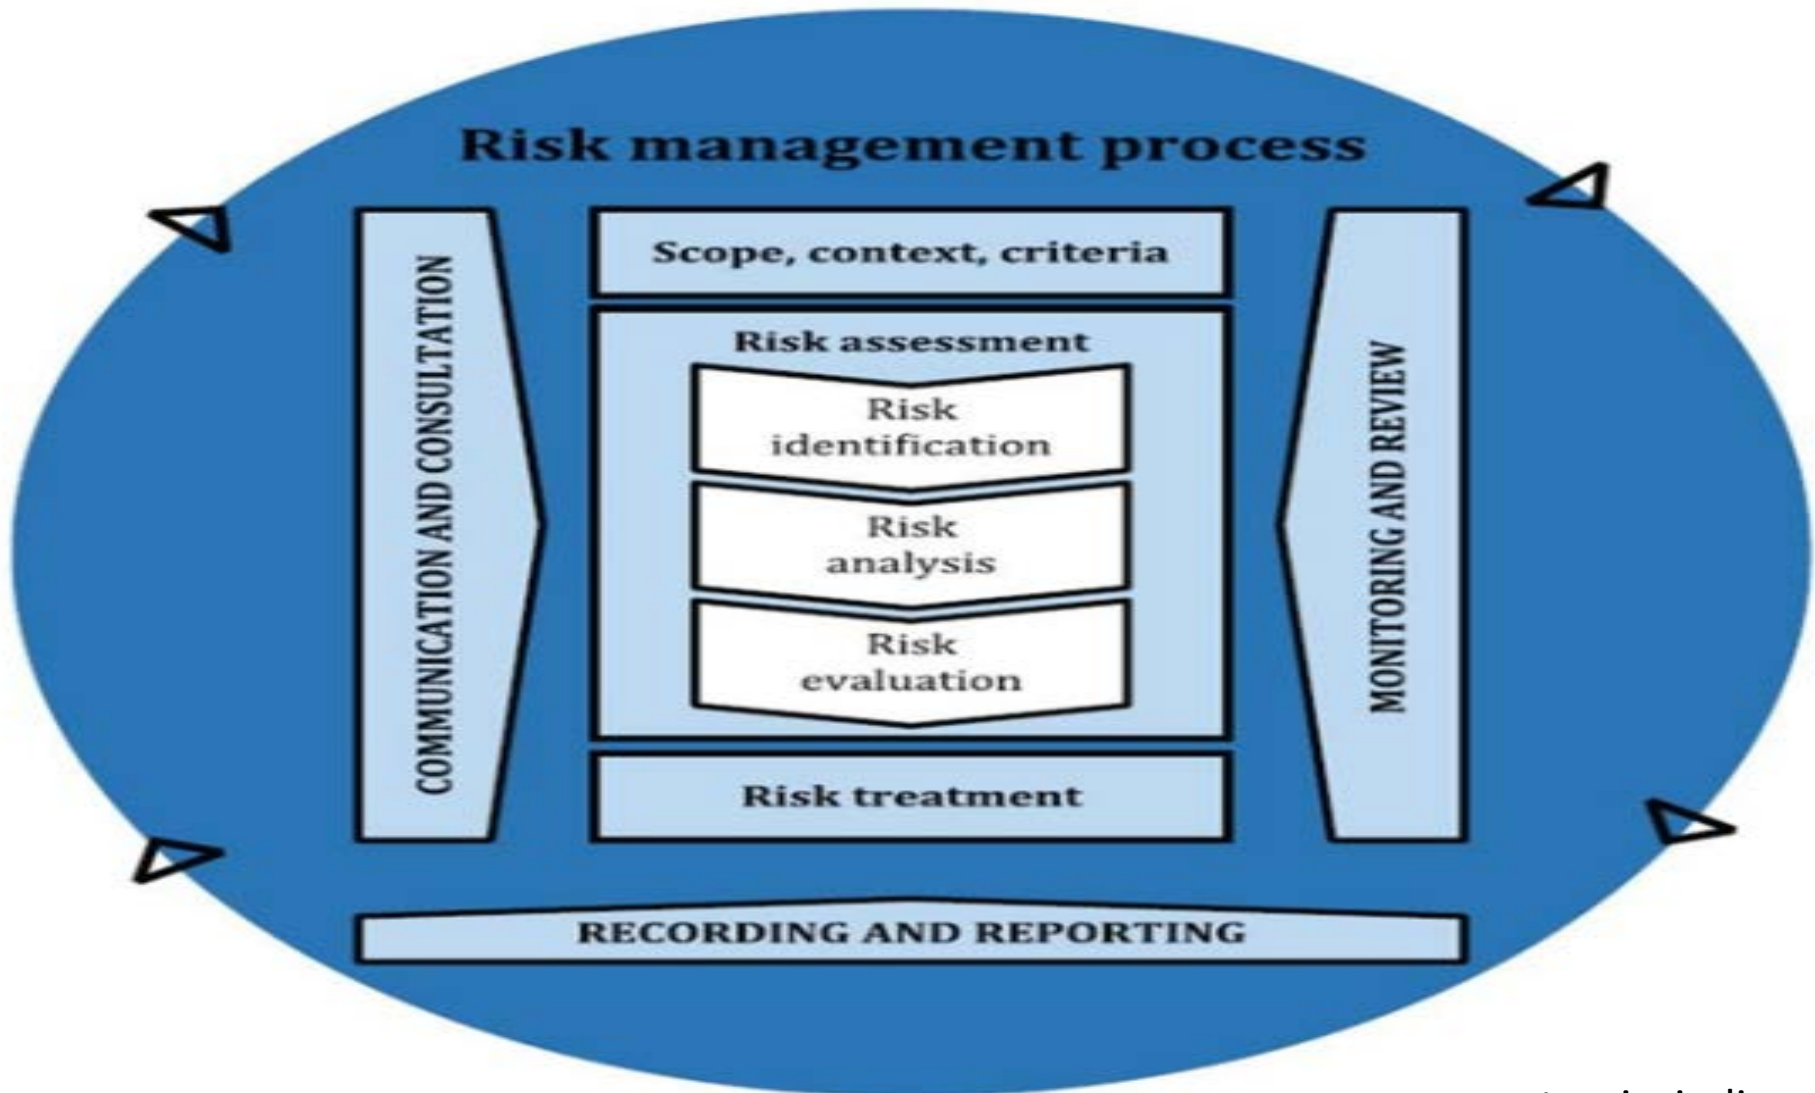 Risk management process
COMMUNICATION AND CONSULTATION
Scope, context, criteria
Risk assessment
Risk
identification
Risk
analysis
Risk
evaluation
Risk treatment
MONITORING AND REVIEW
RECORDING AND REPORTING